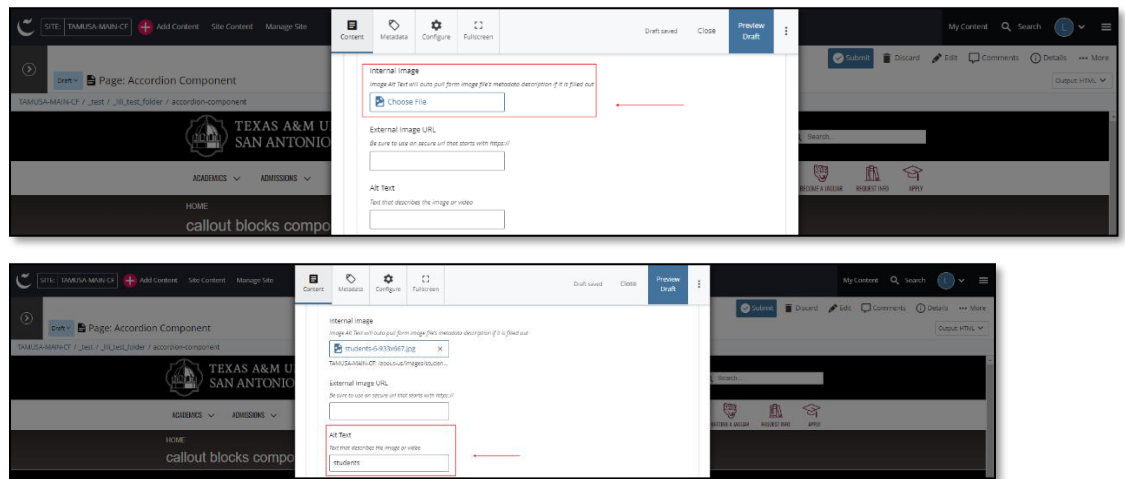 SITE: TAMUSA-MAIN-CF Add Content Site Content Manage Site
Content Metadata Configure Fullscreen Draft saved Close Preview Draft
My Content Search L
Submit Discard Edit Comments Details More
Draft Page: Accordion Component
Output: HTML
TAMUSA-MAIN-CF / _test / _lili_test_folder / accordion-component
Internal Image
Image Alt Text will auto pull form image file's metadata description if it is filled out
Choose File
External Image URL
Be sure to use an secure url that starts with https://
Alt Text
Text that describes the image or video
TEXAS A&M U
SAN ANTONIO
Search...
ACADEMICS ADMISSIONS
BECOME A JAGUAR REQUEST INFO APPLY
HOME
callout blocks compo
SITE: TAMUSA-MAIN-CF Add Content Site Content Manage Site
Content Metadata Configure Fullscreen Draft saved Close Preview Draft
My Content Search L
Submit Discard Edit Comments Details More
Draft Page: Accordion Component
Output: HTML
TAMUSA-MAIN-CF / _test / _lili_test_folder / accordion-component
Internal Image
Image Alt Text will auto pull form image file's metadata description if it is filled out
students-6-933x667.jpg ×
TAMUSA-MAIN-CF: /about-us/images/studen...
External Image URL
Be sure to use an secure url that starts with https://
Alt Text
Text that describes the image or video
students
TEXAS A&M U
SAN ANTONIO
Search...
ACADEMICS ADMISSIONS
BECOME A JAGUAR REQUEST INFO APPLY
HOME
callout blocks compo